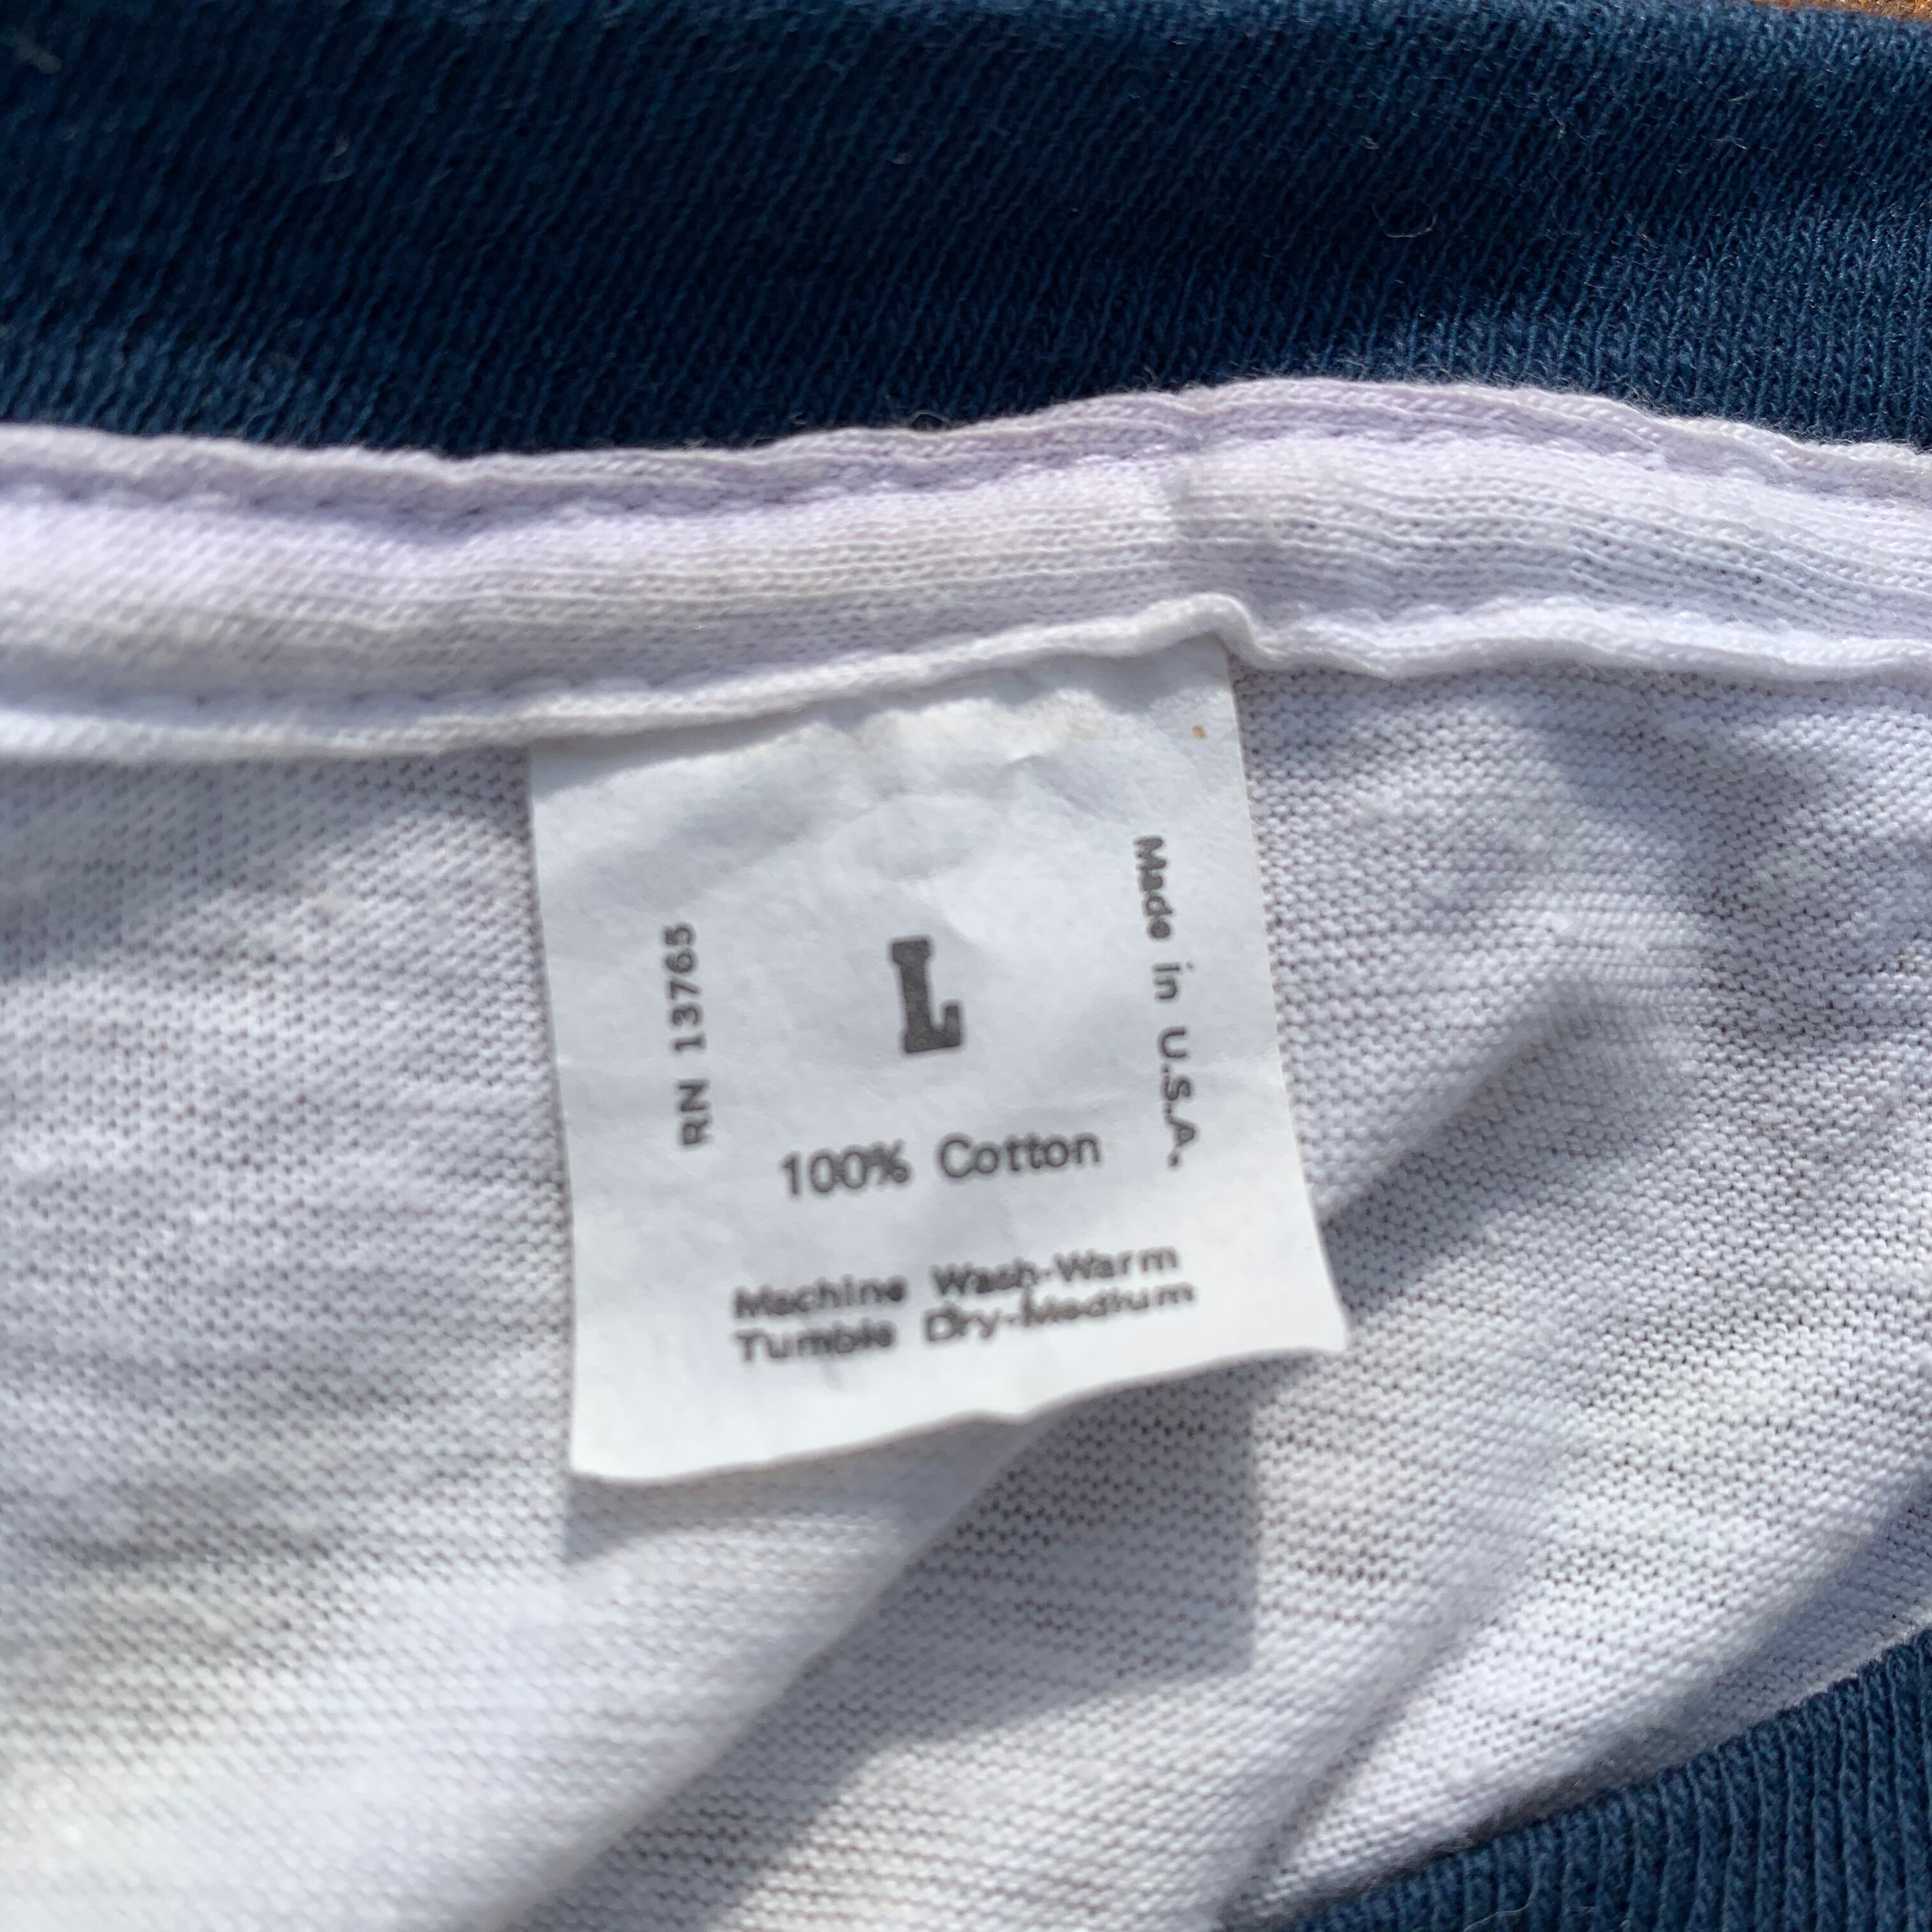 RN 13765
L
Made in U.S.A.
100% Cotton
Machine Wash-Warm
Tumble Dry-Medium